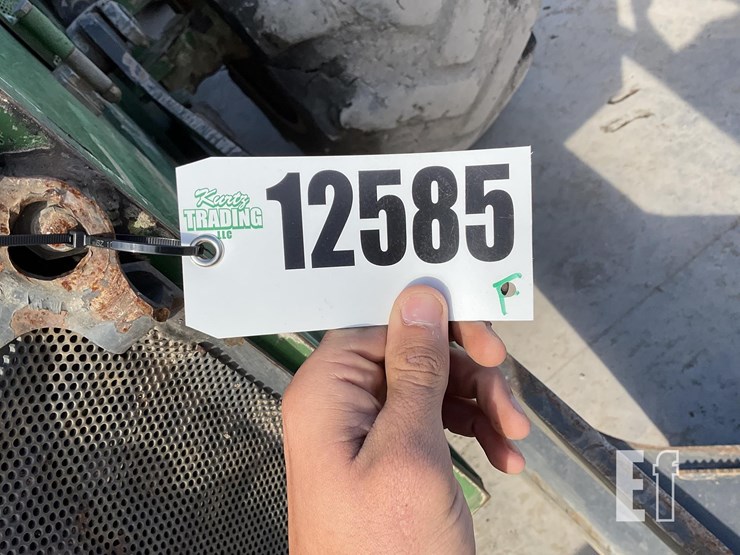 Kurtz
TRADING
LLC
12585
F
Ef